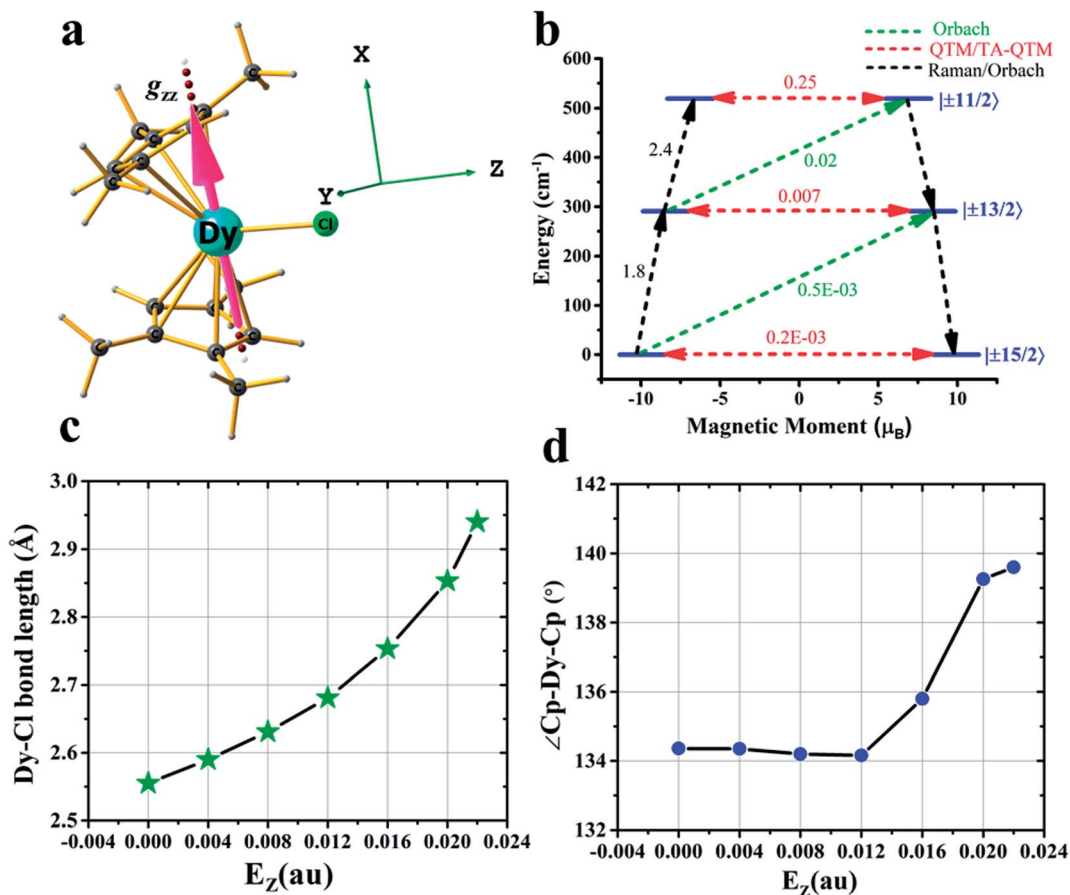 a
X
g_zz
Z
Y
Cl
Dy
b
Orbach
QTM/TA-QTM
Raman/Orbach
600
500
400
300
200
100
0
Energy (cm⁻¹)
0.25
|±11/2⟩
2.4
0.02
0.007
|±13/2⟩
1.8
0.5E-03
0.2E-03
|±15/2⟩
-10 -5 0 5 10
Magnetic Moment (μ_B)
c
3.0
2.9
2.8
2.7
2.6
2.5
Dy-Cl bond length (Å)
-0.004 0.000 0.004 0.008 0.012 0.016 0.020 0.024
E_Z(au)
d
142
140
138
136
134
132
∠Cp-Dy-Cp (°)
-0.004 0.000 0.004 0.008 0.012 0.016 0.020 0.024
E_Z(au)